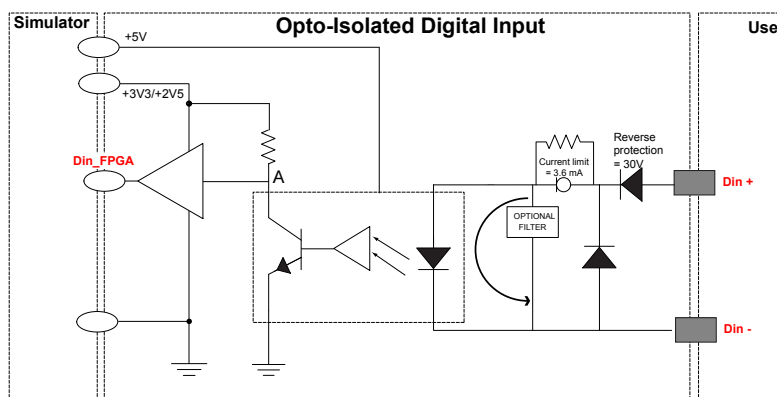 Simulator
Opto-Isolated Digital Input
Use
+5V
+3V3/+2V5
Din_FPGA
A
Current limit
= 3.6 mA
Reverse
protection
= 30V
Din +
OPTIONAL
FILTER
Din -